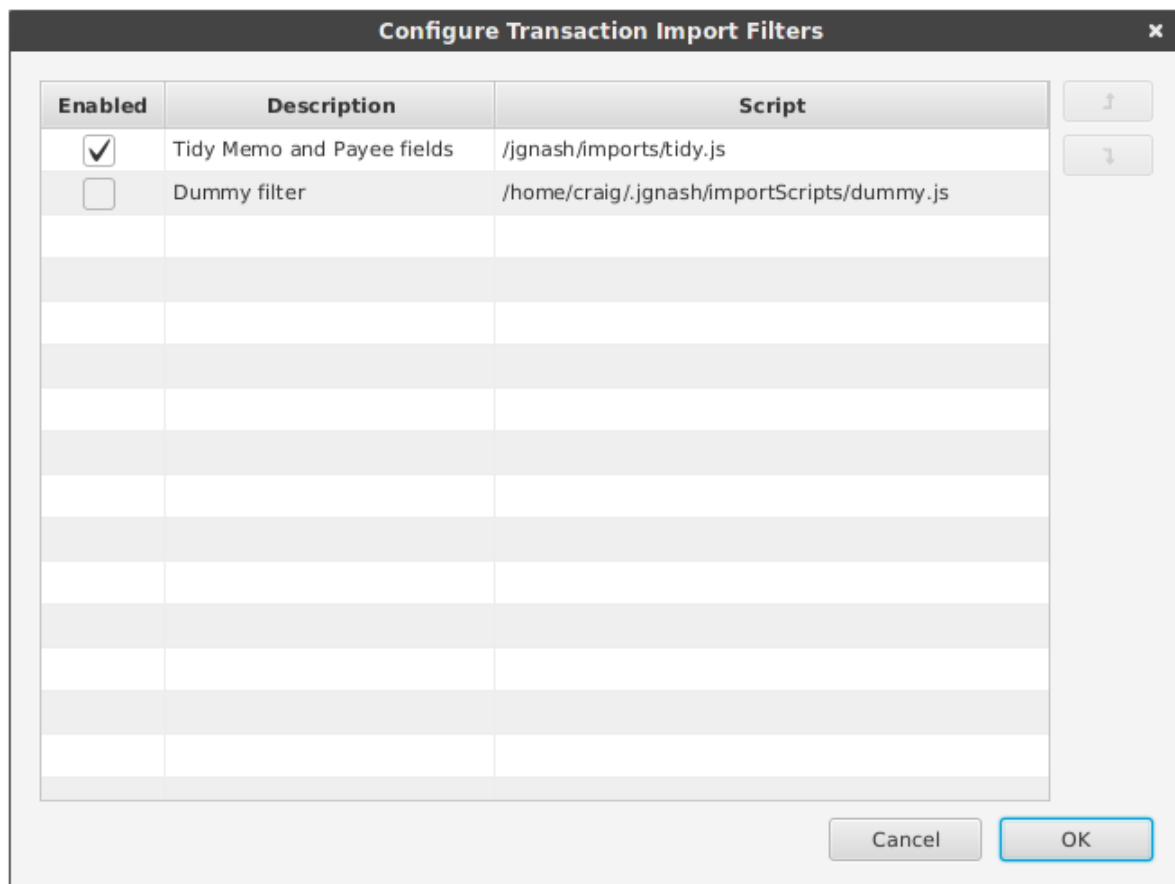 Configure Transaction Import Filters
Enabled Description Script
Tidy Memo and Payee fields /jgnash/imports/tidy.js
Dummy filter /home/craig/.jgnash/importScripts/dummy.js
Cancel OK